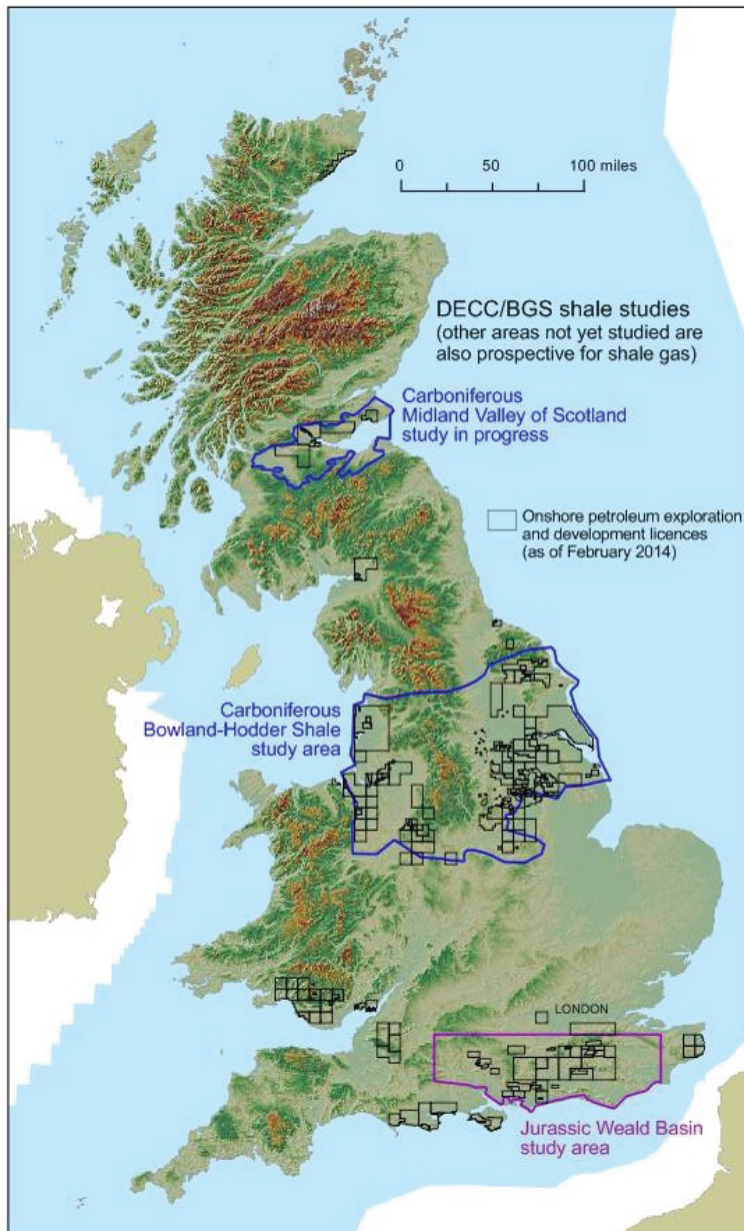 0 50 100 miles
DECC/BGS shale studies
(other areas not yet studied are
also prospective for shale gas)
Carboniferous
Midland Valley of Scotland
study in progress
Onshore petroleum exploration
and development licences
(as of February 2014)
Carboniferous
Bowland-Hodder Shale
study area
LONDON
Jurassic Weald Basin
study area